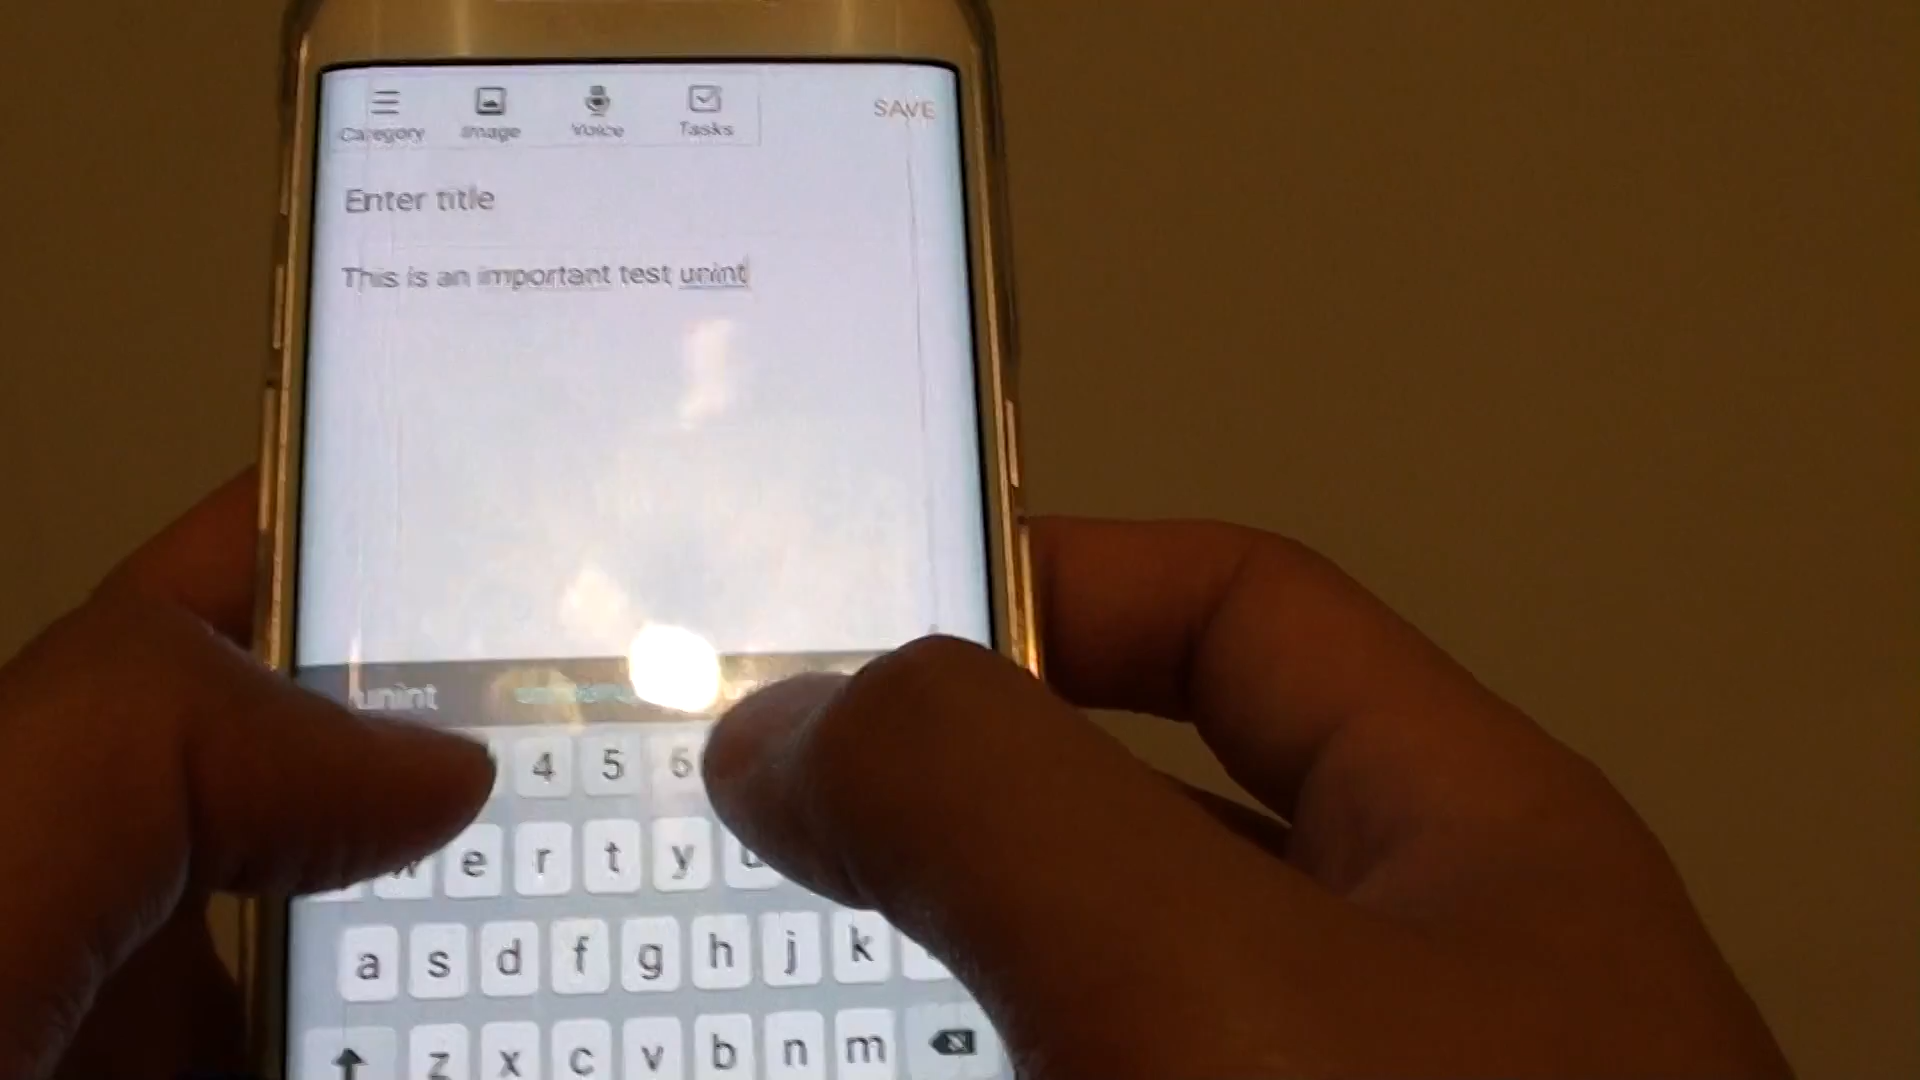 Category Image Voice Tasks SAVE
Enter title
This is an important test unint
unint
4 5 6
e r t y
a s d f g h j k
z x c v b n m